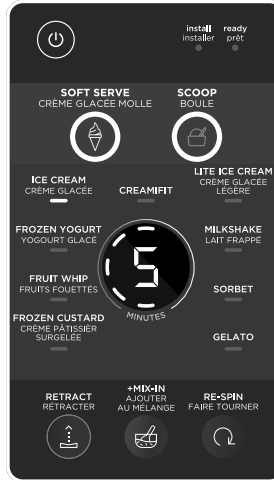 install
installer
ready
prêt
SOFT SERVE
CRÈME GLACÉE MOLLE
SCOOP
BOULE
ICE CREAM
CRÈME GLACÉE
CREAMIFIT
LITE ICE CREAM
CRÈME GLACÉE
LÉGÈRE
FROZEN YOGURT
YOGOURT GLACÉ
MILKSHAKE
LAIT FRAPPÉ
5
MINUTES
FRUIT WHIP
FRUITS FOUETTÉS
SORBET
FROZEN CUSTARD
CRÈME PÂTISSIÈR
SURGELÉE
GELATO
RETRACT
RÉTRACTER
+MIX-IN
AJOUTER
AU MÉLANGE
RE-SPIN
FAIRE TOURNER